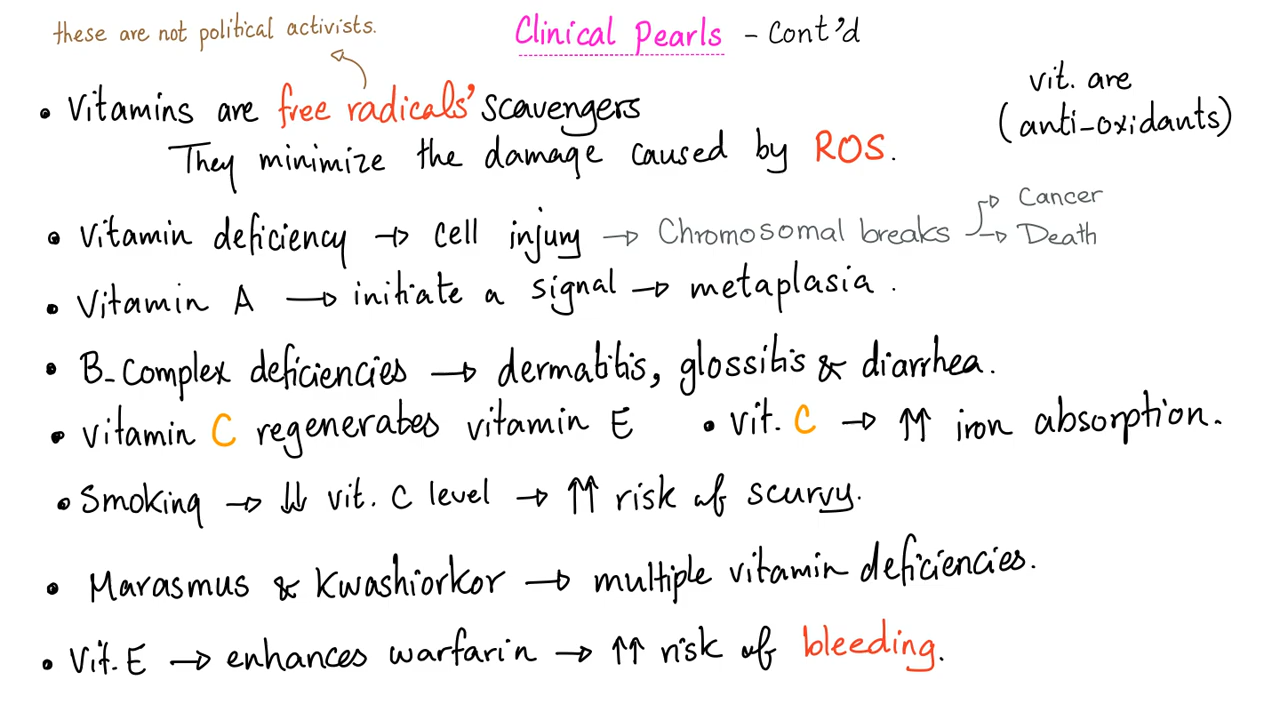 these are not political activists.
Clinical Pearls - Cont'd
vit. are
(anti-oxidants)
• Vitamins are free radicals' scavengers
They minimize the damage caused by ROS.
• Vitamin deficiency → cell injury → Chromosomal breaks → Cancer
→ Death
• Vitamin A → initiate a signal → metaplasia.
• B-Complex deficiencies → dermatitis, glossitis & diarrhea.
• Vitamin C regenerates vitamin E • Vit. C → ↑↑ iron absorption.
• Smoking → ↓↓ vit. C level → ↑↑ risk of scurvy.
• Marasmus & Kwashiorkor → multiple vitamin deficiencies.
• Vit. E → enhances warfarin → ↑↑ risk of bleeding.